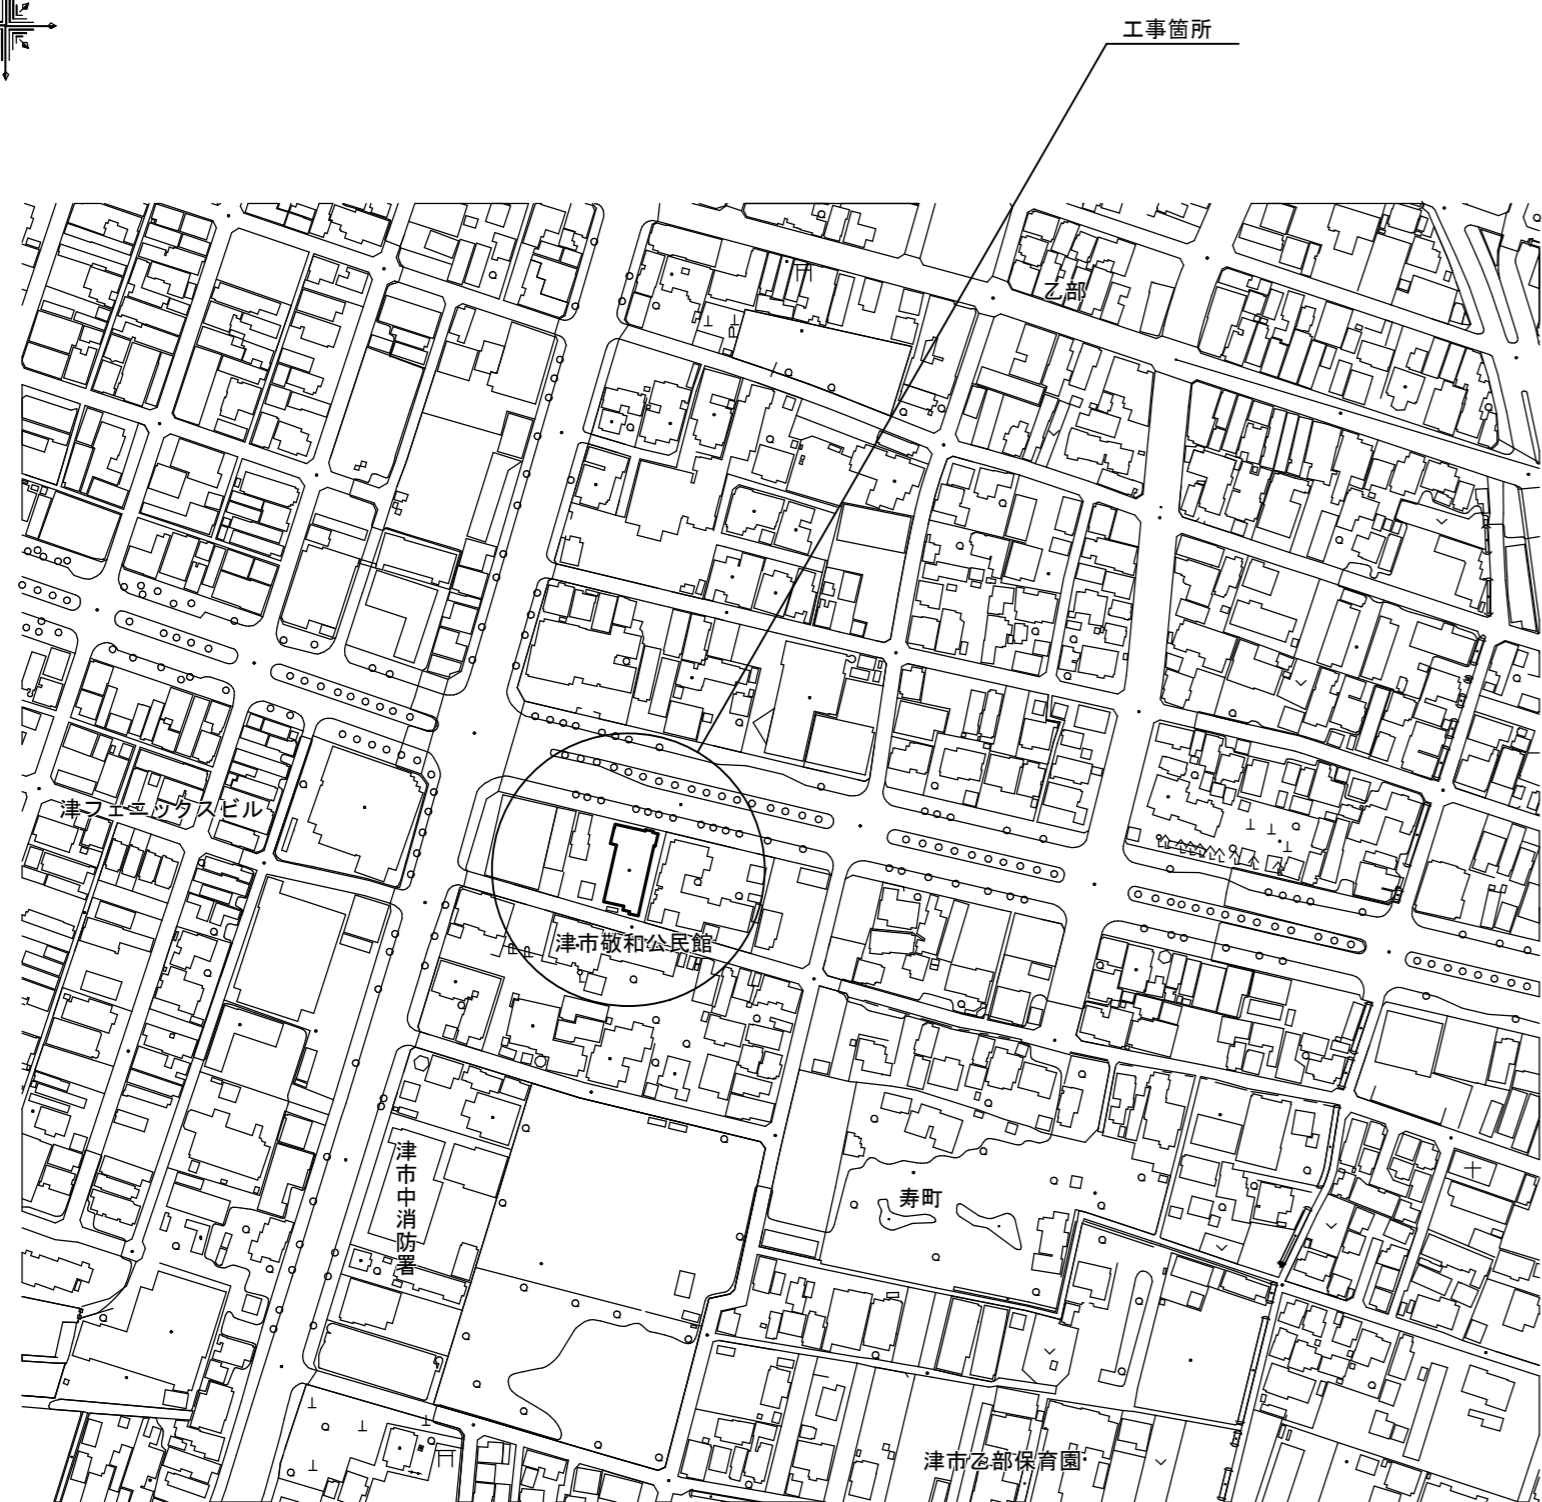 工事箇所
乙部
津フェニックスビル
津市敬和公民館
津市中消防署
寿町
津市乙部保育園